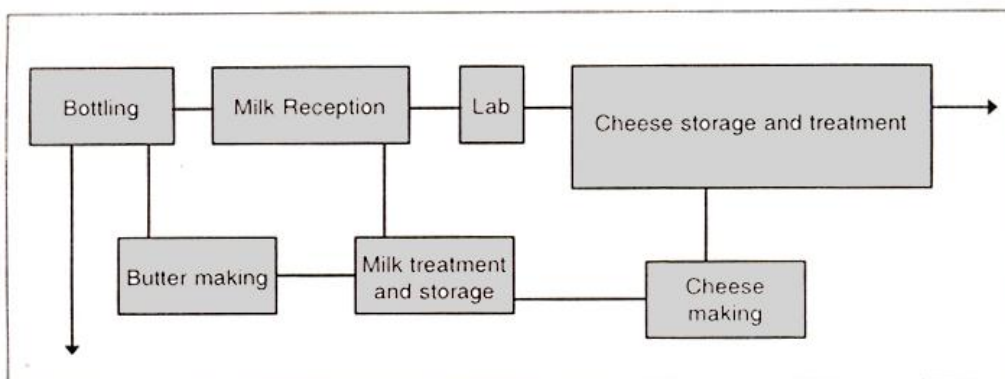 Bottling
Milk Reception
Lab
Cheese storage and treatment
Butter making
Milk treatment
and storage
Cheese
making